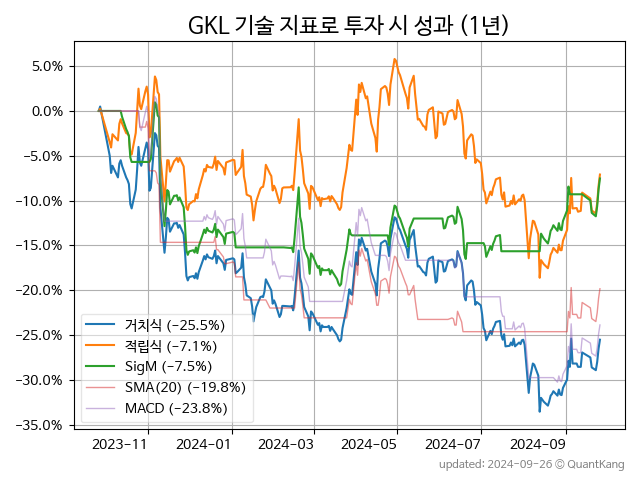 GKL 기술 지표로 투자 시 성과 (1년)
5.0%
0.0%
−5.0%
−10.0%
−15.0%
−20.0%
−25.0%
−30.0%
−35.0%
거치식 (−25.5%)
적립식 (−7.1%)
SigM (−7.5%)
SMA(20) (−19.8%)
MACD (−23.8%)
2023−11 2024−01 2024−03 2024−05 2024−07 2024−09
updated: 2024−09−26 ⓒ QuantKang